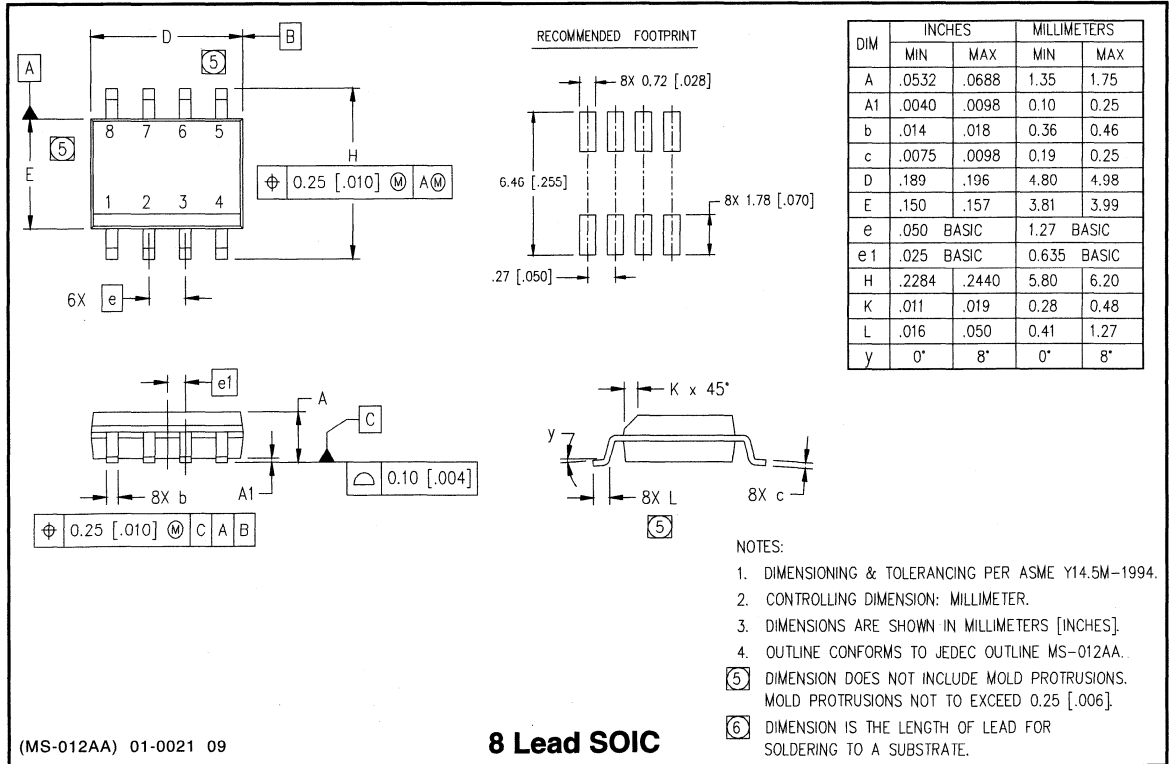 D
B
5
A
8 7 6 5
5
E
H
⌖ 0.25 [.010] Ⓜ AⓂ
1 2 3 4
6X e
RECOMMENDED FOOTPRINT
8X 0.72 [.028]
6.46 [.255]
8X 1.78 [.070]
.27 [.050]
DIM INCHES MILLIMETERS
MIN MAX MIN MAX
A .0532 .0688 1.35 1.75
A1 .0040 .0098 0.10 0.25
b .014 .018 0.36 0.46
c .0075 .0098 0.19 0.25
D .189 .196 4.80 4.98
E .150 .157 3.81 3.99
e .050 BASIC 1.27 BASIC
e1 .025 BASIC 0.635 BASIC
H .2284 .2440 5.80 6.20
K .011 .019 0.28 0.48
L .016 .050 0.41 1.27
y 0° 8° 0° 8°
e1
A
C
⌓ 0.10 [.004]
8X b
A1
⌖ 0.25 [.010] Ⓜ C A B
K x 45°
y
8X L
8X c
5
NOTES:
1. DIMENSIONING & TOLERANCING PER ASME Y14.5M-1994.
2. CONTROLLING DIMENSION: MILLIMETER.
3. DIMENSIONS ARE SHOWN IN MILLIMETERS [INCHES].
4. OUTLINE CONFORMS TO JEDEC OUTLINE MS-012AA.
5 DIMENSION DOES NOT INCLUDE MOLD PROTRUSIONS.
MOLD PROTRUSIONS NOT TO EXCEED 0.25 [.006].
6 DIMENSION IS THE LENGTH OF LEAD FOR
SOLDERING TO A SUBSTRATE.
(MS-012AA) 01-0021 09
8 Lead SOIC